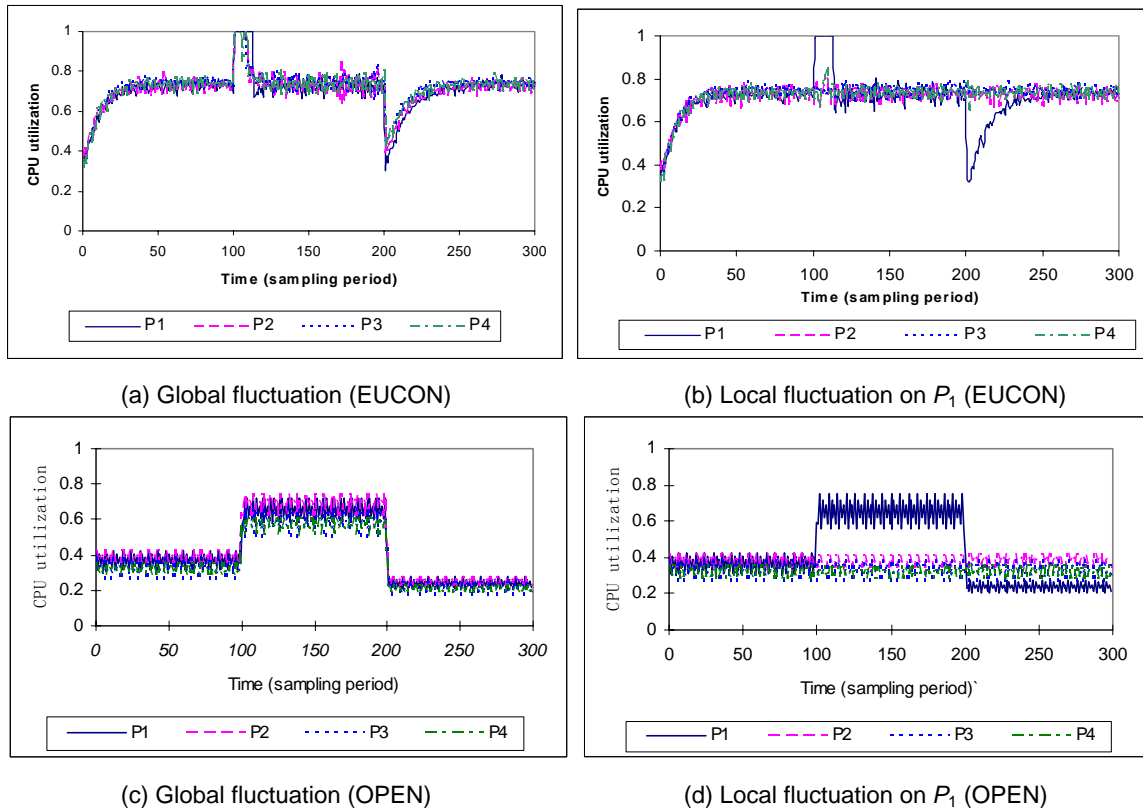 1
0.8
0.6
0.4
0.2
0
CPU utilization
0 50 100 150 200 250 300
Time (sampling period)
P1 P2 P3 P4
(a) Global fluctuation (EUCON)
1
0.8
0.6
0.4
0.2
0
CPU utilization
0 50 100 150 200 250 300
Time (sampling period)
P1 P2 P3 P4
(b) Local fluctuation on P1 (EUCON)
1
0.8
0.6
0.4
0.2
0
CPU utilization
0 50 100 150 200 250 300
Time (sampling period)
P1 P2 P3 P4
(c) Global fluctuation (OPEN)
1
0.8
0.6
0.4
0.2
0
CPU utilization
0 50 100 150 200 250 300
Time (sampling period)`
P1 P2 P3 P4
(d) Local fluctuation on P1 (OPEN)